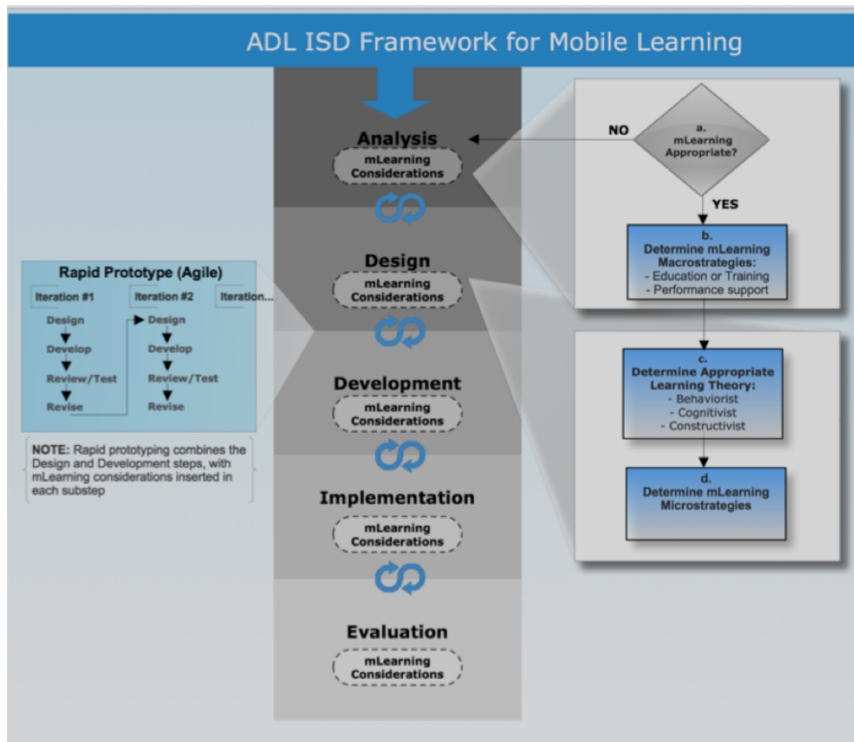 ADL ISD Framework for Mobile Learning
Analysis
mLearning
Considerations
NO
a.
mLearning
Appropriate?
YES
b.
Determine mLearning
Macrostrategies:
- Education or Training
- Performance support
Design
mLearning
Considerations
Rapid Prototype (Agile)
Iteration #1
Iteration #2
Iteration...
Design
Develop
Review/Test
Revise
Design
Develop
Review/Test
Revise
NOTE: Rapid prototyping combines the
Design and Development steps, with
mLearning considerations inserted in
each substep
c.
Determine Appropriate
Learning Theory:
- Behaviorist
- Cognitivist
- Constructivist
d.
Determine mLearning
Microstrategies
Development
mLearning
Considerations
Implementation
mLearning
Considerations
Evaluation
mLearning
Considerations